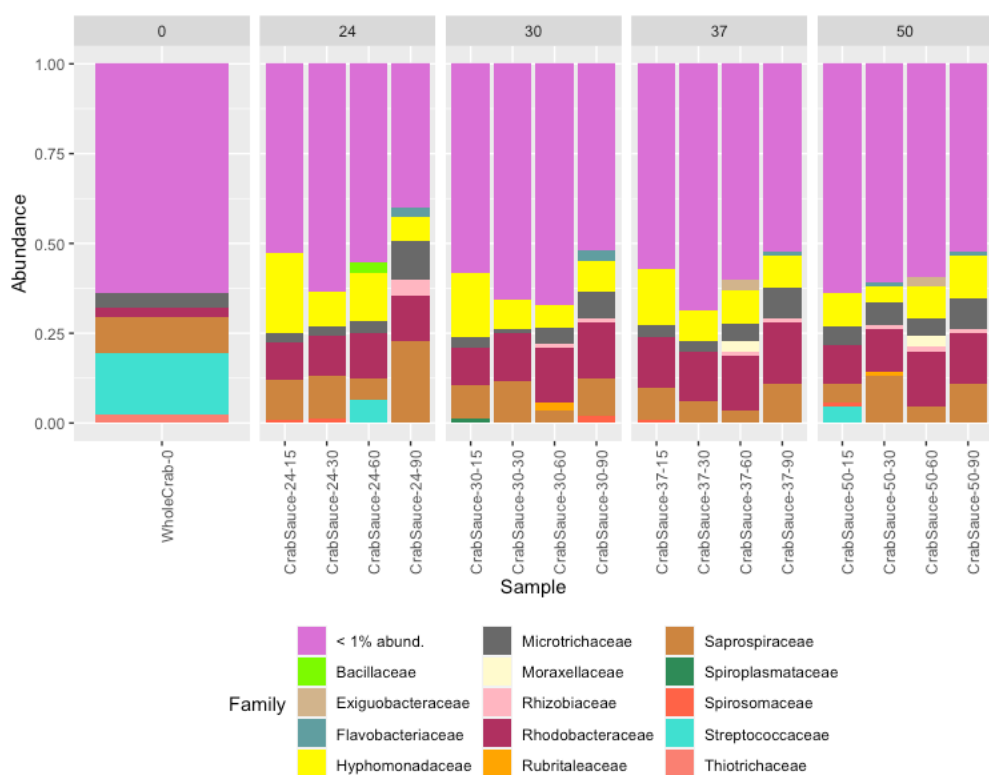 0 24 30 37 50
1.00
0.75
0.50
0.25
0.00
Abundance
WholeCrab-0
CrabSauce-24-15
CrabSauce-24-30
CrabSauce-24-60
CrabSauce-24-90
CrabSauce-30-15
CrabSauce-30-30
CrabSauce-30-60
CrabSauce-30-90
CrabSauce-37-15
CrabSauce-37-30
CrabSauce-37-60
CrabSauce-37-90
CrabSauce-50-15
CrabSauce-50-30
CrabSauce-50-60
CrabSauce-50-90
Sample
Family
< 1% abund.
Bacillaceae
Exiguobacteraceae
Flavobacteriaceae
Hyphomonadaceae
Microtrichaceae
Moraxellaceae
Rhizobiaceae
Rhodobacteraceae
Rubritaleaceae
Saprospiraceae
Spiroplasmataceae
Spirosomaceae
Streptococcaceae
Thiotrichaceae